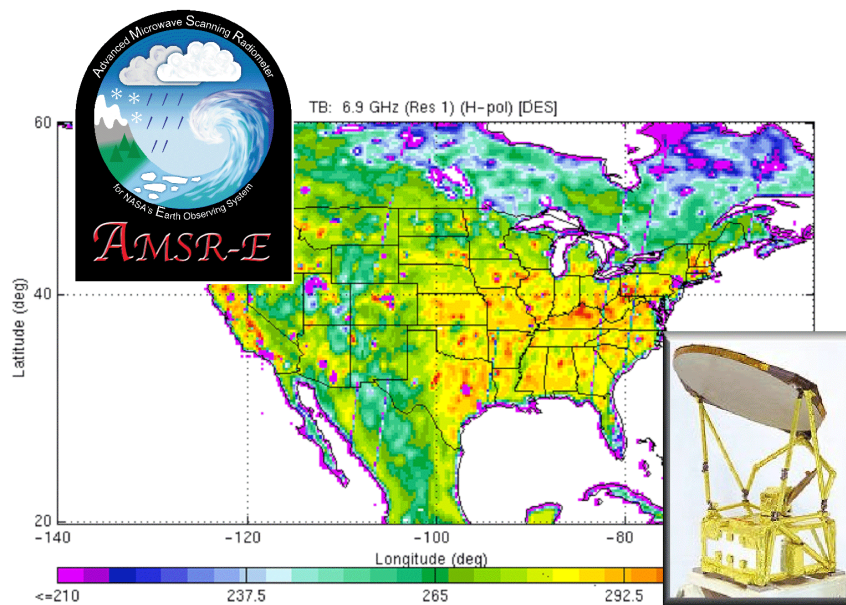 Advanced Microwave Scanning Radiometer
for NASA's Earth Observing System
AMSR-E
TB: 6.9 GHz (Res 1) (H-pol) [DES]
60
40
20
Latitude (deg)
-140
-120
-100
-80
Longitude (deg)
<=210
237.5
265
292.5